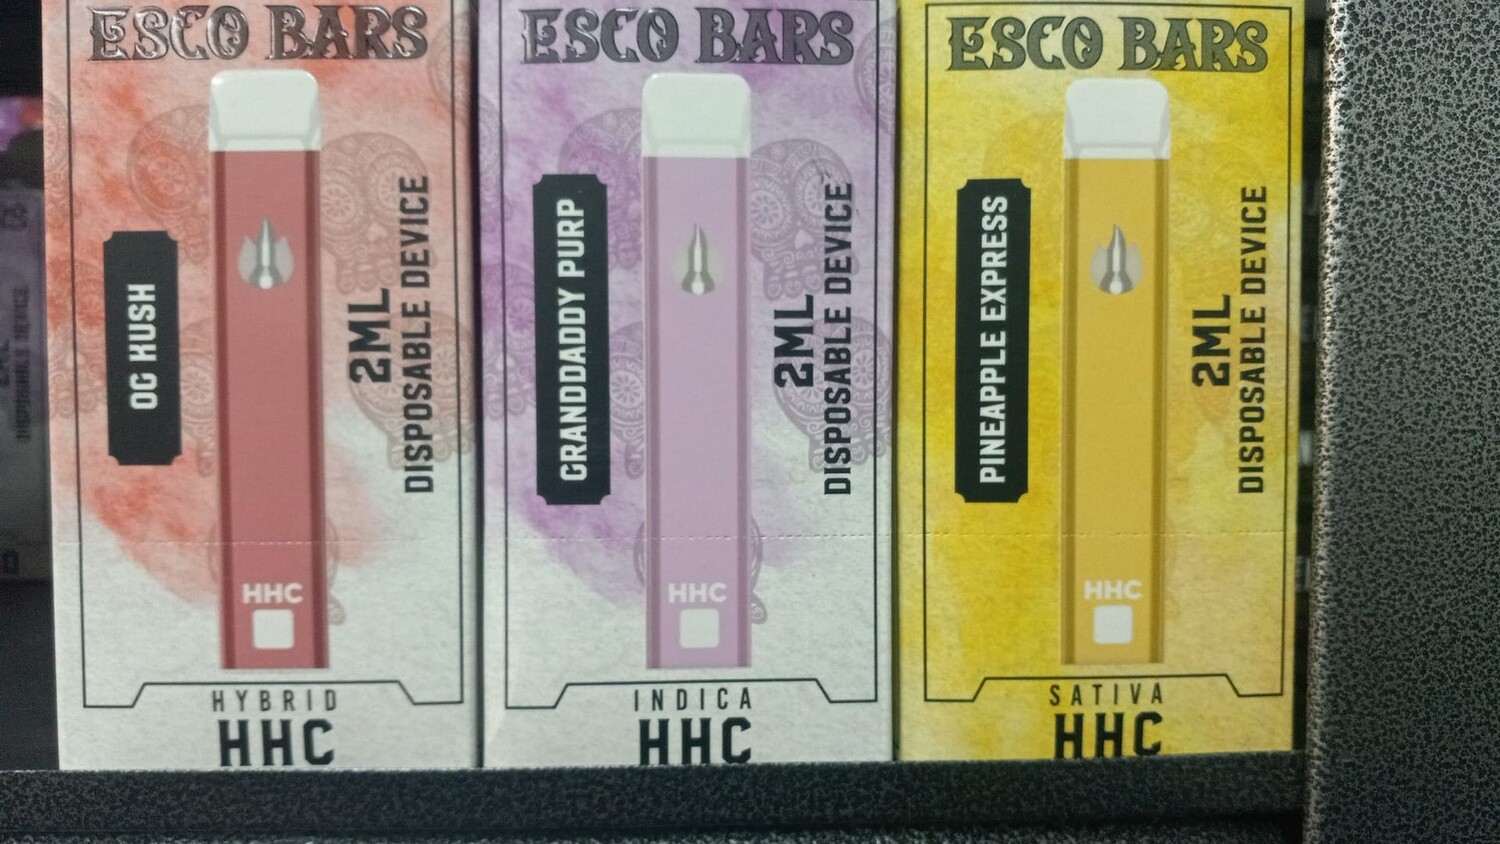 ESCO BARS
OG KUSH
2ML
DISPOSABLE DEVICE
HHC
HYBRID
HHC
ESCO BARS
GRANDDADDY PURP
2ML
DISPOSABLE DEVICE
HHC
INDICA
HHC
ESCO BARS
PINEAPPLE EXPRESS
2ML
DISPOSABLE DEVICE
HHC
SATIVA
HHC